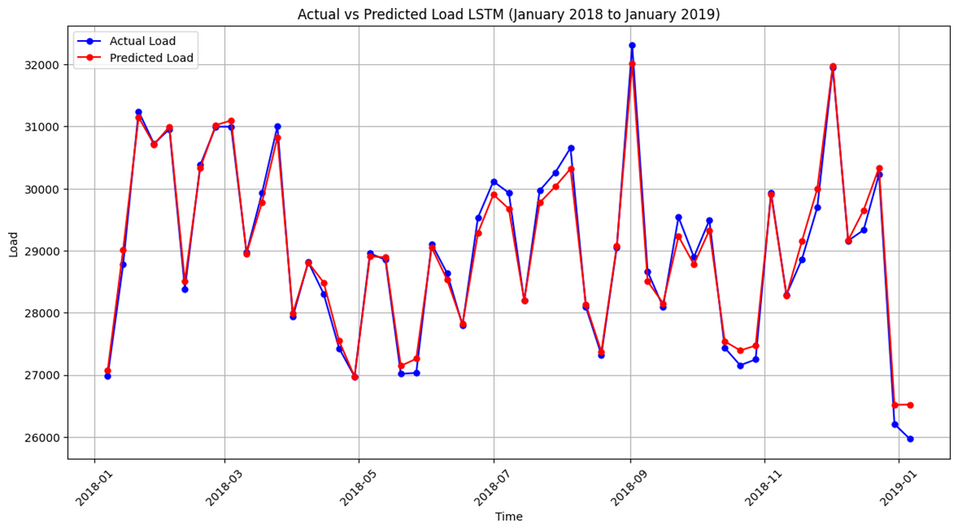 Actual vs Predicted Load LSTM (January 2018 to January 2019)
Actual Load
Predicted Load
32000
31000
30000
29000
28000
27000
26000
Load
2018-01
2018-03
2018-05
2018-07
2018-09
2018-11
2019-01
Time